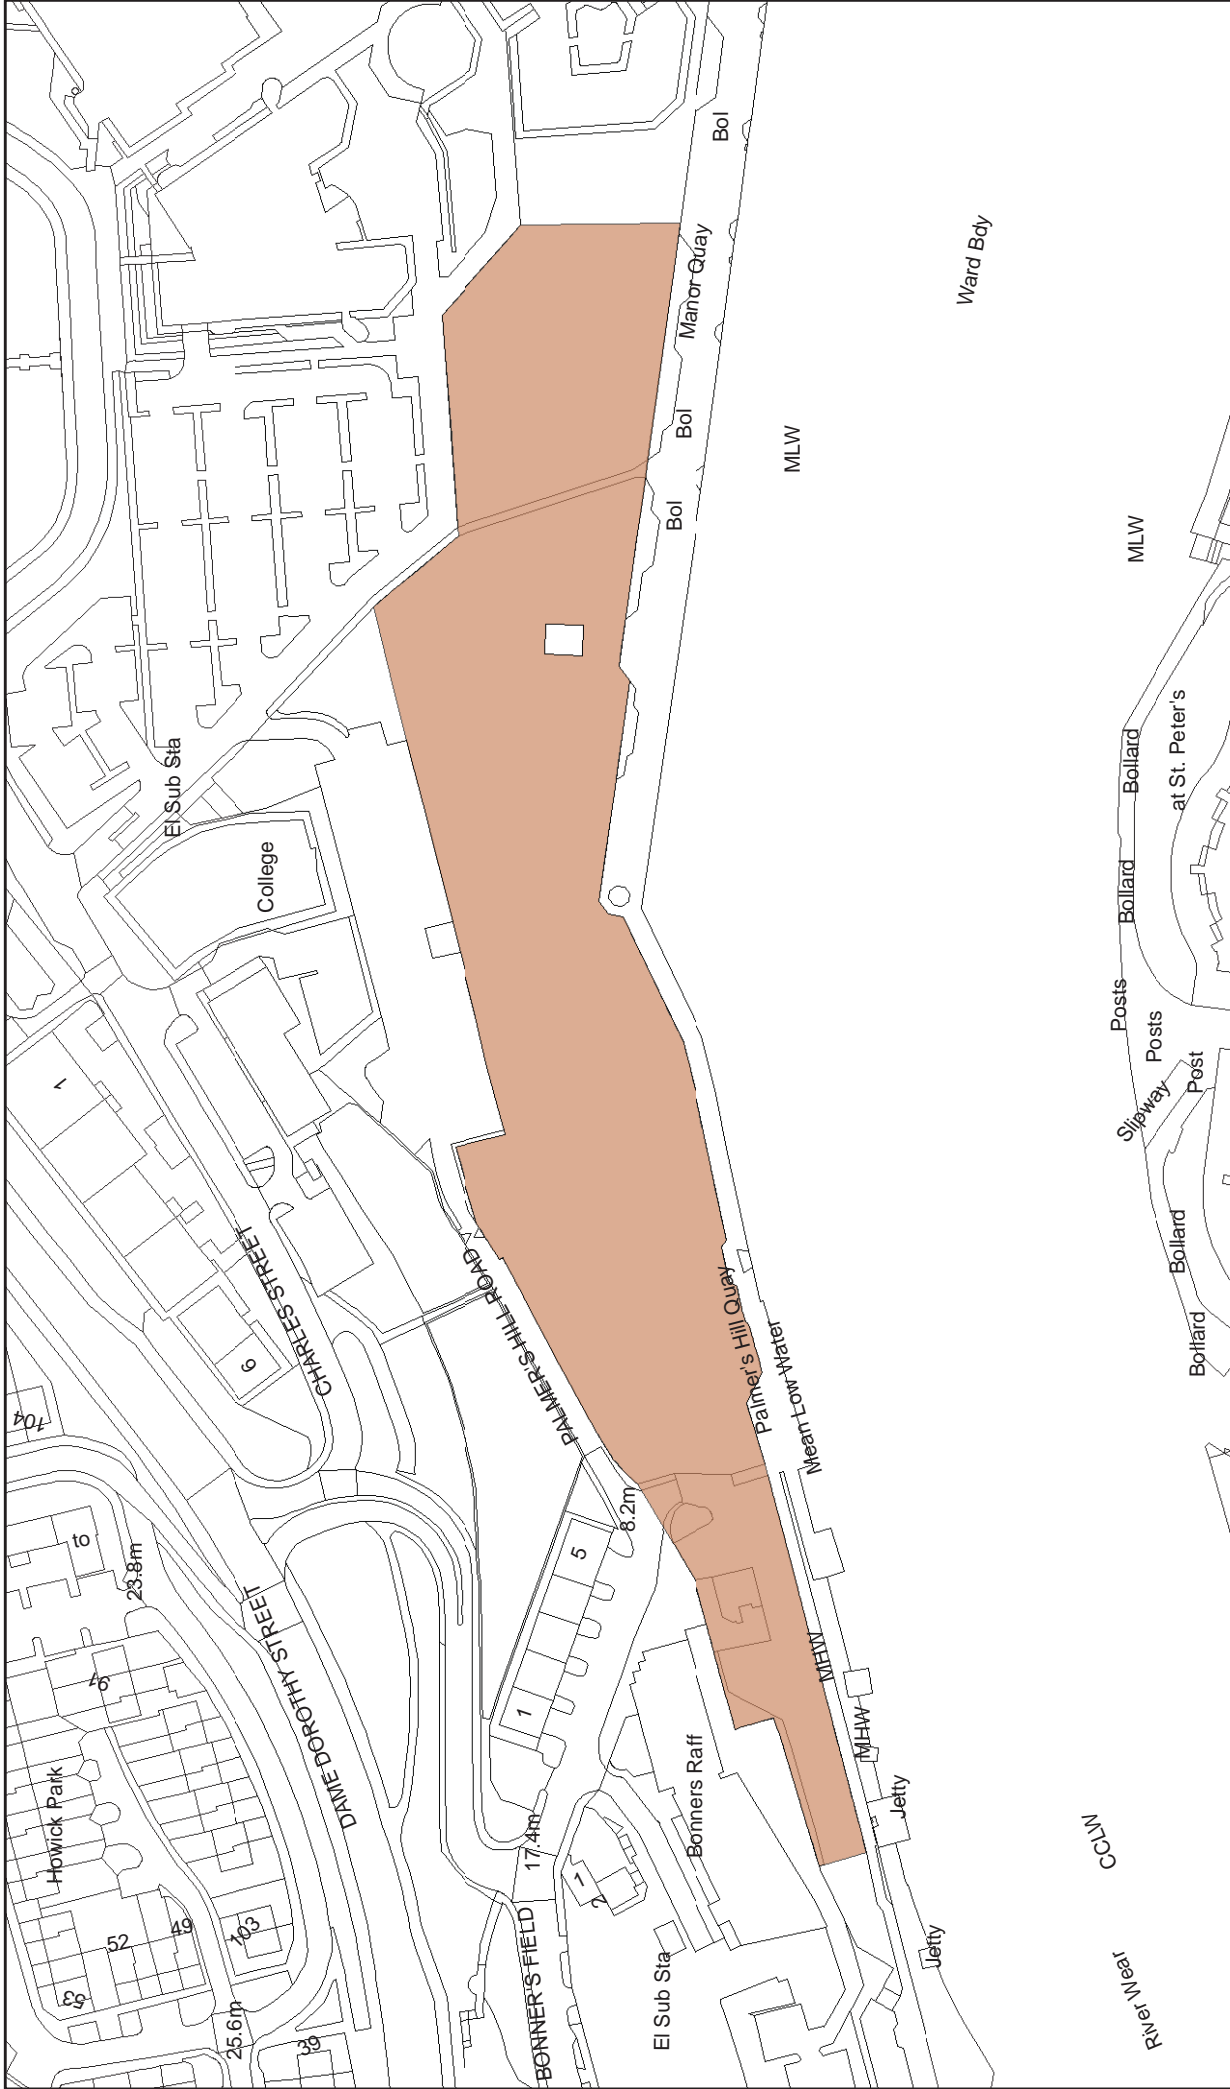 Bol
Manor Quay
Ward Bdy
Bol
MLW
Bol
MLW
El Sub Sta
College
Bollard
at St. Peter's
Bollard
Posts
Posts
Post
Slipway
1
CHARLES STREET
PALMER'S HILL ROAD
Palmer's Hill Quay
Mean Low Water
Bollard
Bollard
6
104
to
23.8m
8.2m
5
1
91
DAME DOROTHY STREET
MHW
MHW
Howick Park
Bonners Raff
Jetty
CCLW
17.4m
1
2
52
49
103
53
BONNER'S FIELD
El Sub Sta
Jetty
River Wear
25.6m
39